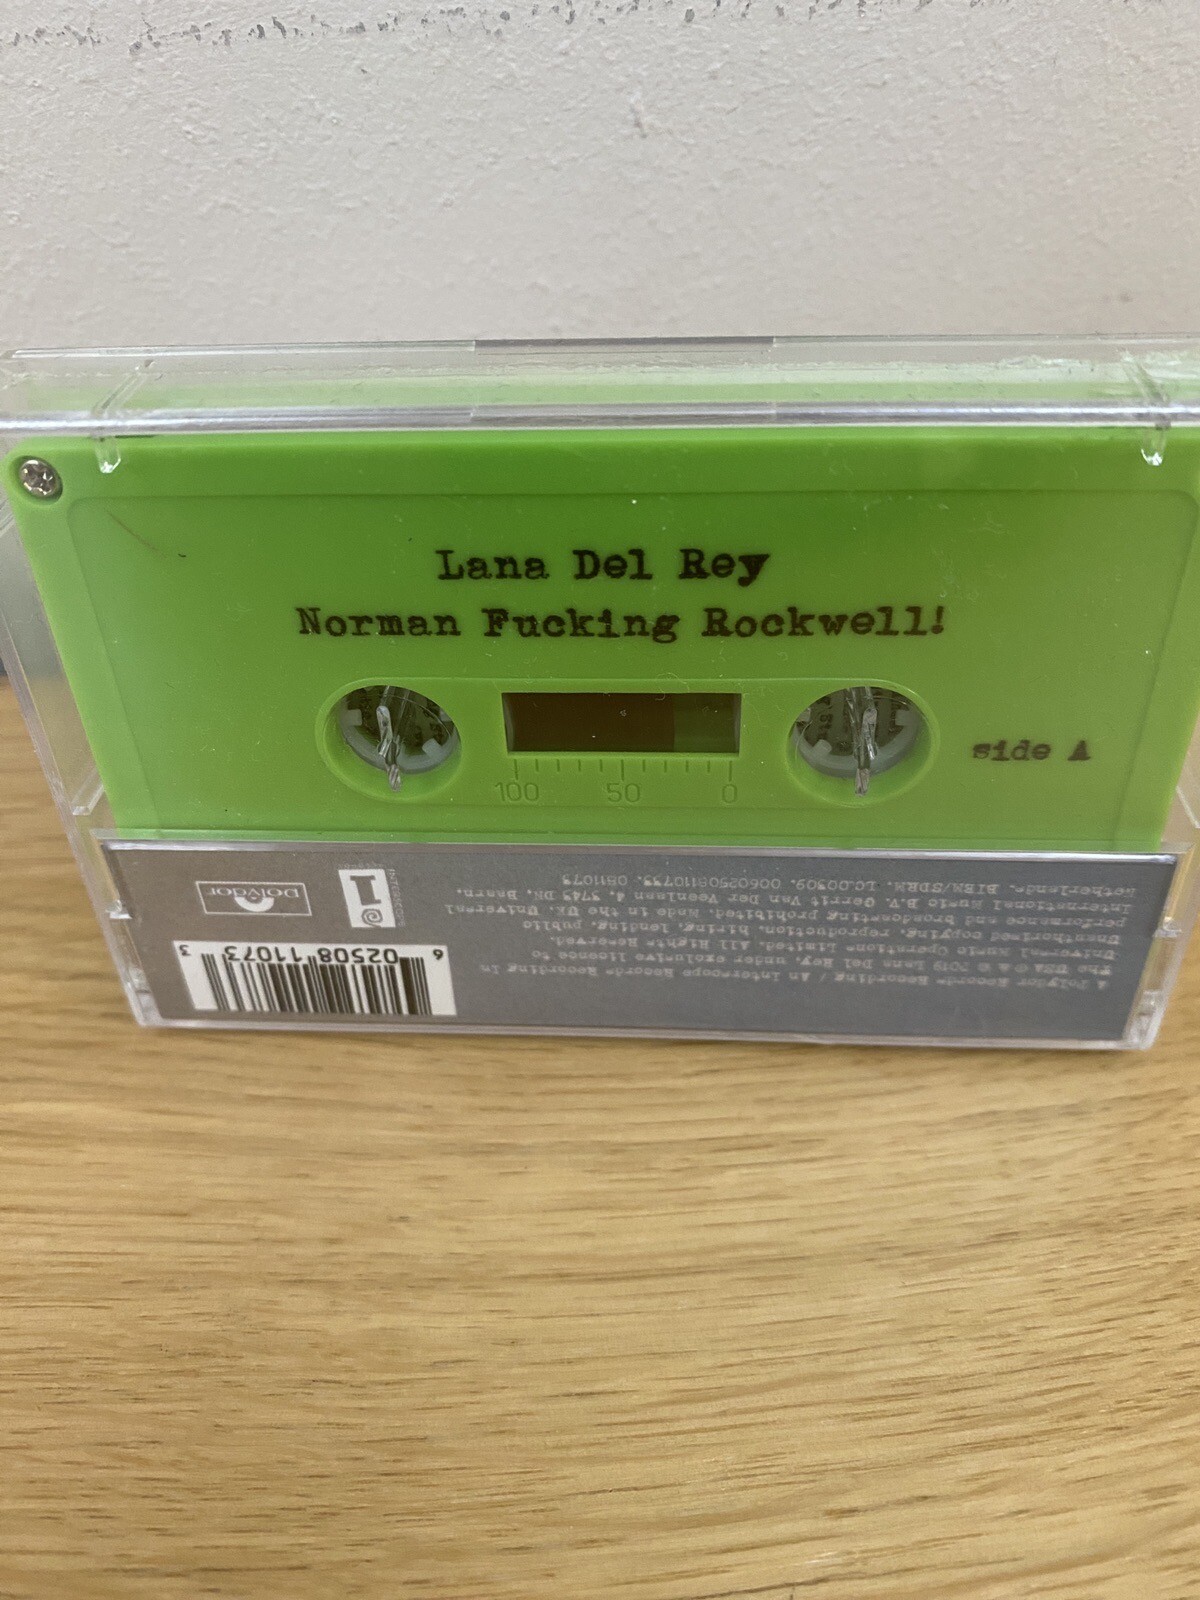 Lana Del Rey
Norman Fucking Rockwell!
side A
100 50 0
A Polydor Records Recording / An Interscope Records Recording in
The USA ℗ & © 2019 Lana Del Rey, under exclusive licence to
Universal Music Operations Limited. All Rights Reserved.
Unauthorised copying, reproduction, hiring, lending, public
performance and broadcasting prohibited. Made in the UK. Universal
International Music B.V. Gerrit Van Der Veenlaan 4, 3743 DN, Baarn,
Netherlands. BIEM/SDRM. LC-00309. 00602508110733. 0811073
6 02508 11073 3
INTERSCOPE
Polydor